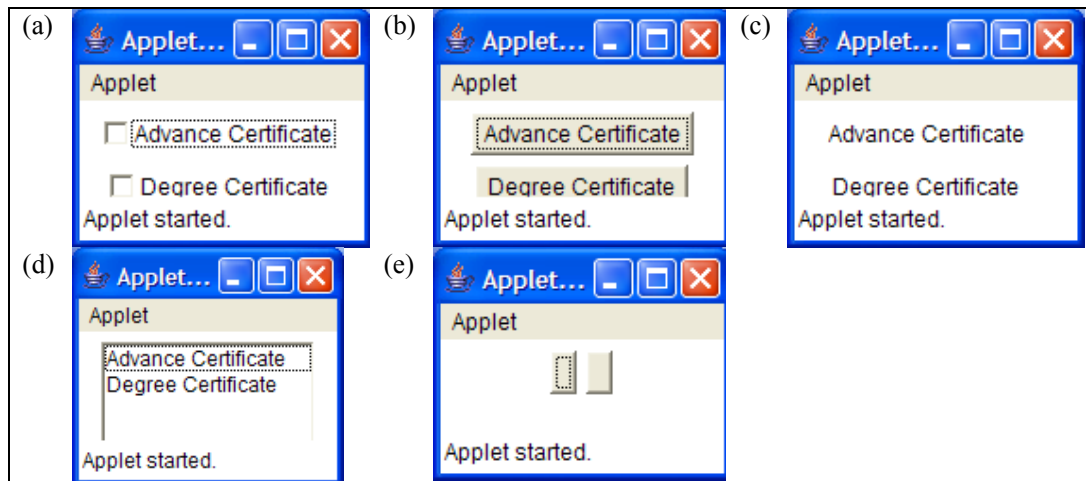 (a) Applet... (b) Applet... (c) Applet...
Applet Applet Applet
Advance Certificate Advance Certificate Advance Certificate
Degree Certificate Degree Certificate Degree Certificate
Applet started. Applet started. Applet started.
(d) Applet... (e) Applet...
Applet Applet
Advance Certificate
Degree Certificate
Applet started. Applet started.